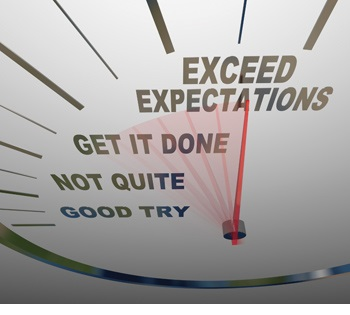 EXCEED
EXPECTATIONS
GET IT DONE
NOT QUITE
GOOD TRY